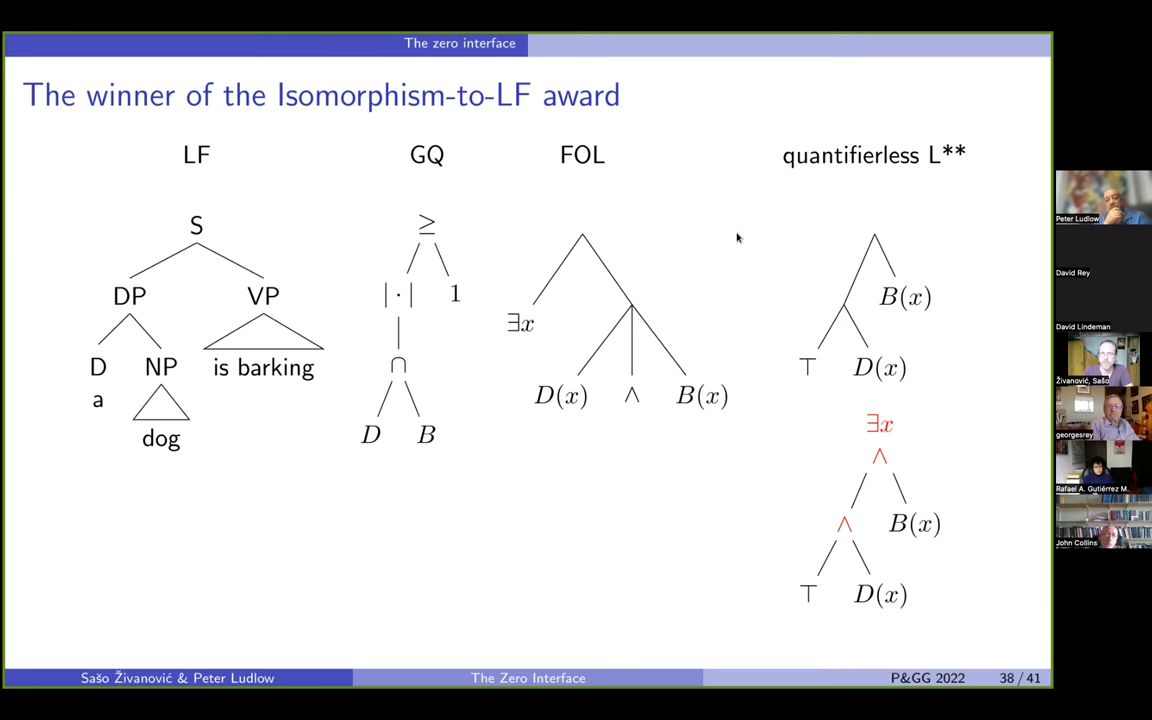 The zero interface
The winner of the Isomorphism-to-LF award
LF
GQ
FOL
quantifierless L**
S
DP
VP
D
NP
is barking
a
dog
≥
|·|
1
∩
D
B
∃x
D(x)
∧
B(x)
B(x)
⊤
D(x)
∃x
∧
∧
B(x)
⊤
D(x)
Sašo Živanović & Peter Ludlow
The Zero Interface
P&GG 2022
38 / 41
Peter Ludlow
David Rey
David Lindeman
Živanović, Sašo
georgesrey
Rafael A. Gutiérrez M.
John Collins